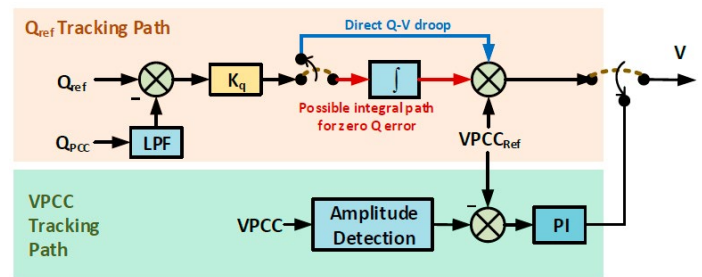 Qref Tracking Path
Direct Q-V droop
V
Qref
Kq
∫
−
Possible integral path
for zero Q error
QPCC
LPF
VPCCRef
VPCC
Tracking
Path
VPCC
Amplitude
Detection
−
PI